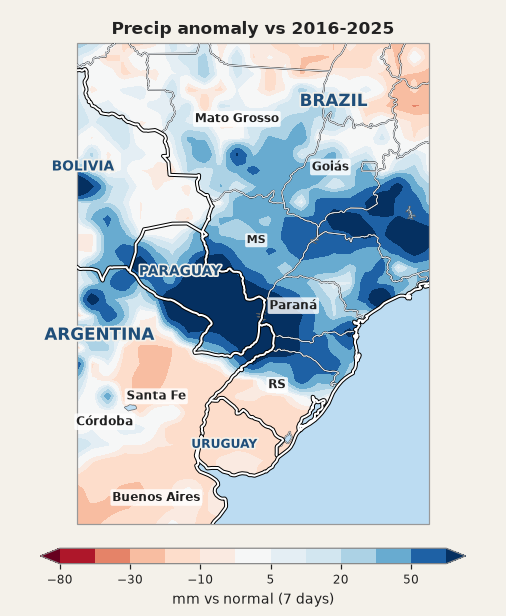 Precip anomaly vs 2016-2025
BRAZIL
Mato Grosso
BOLIVIA
Goiás
MS
PARAGUAY
Paraná
ARGENTINA
RS
Santa Fe
Córdoba
URUGUAY
Buenos Aires
−80 −30 −10 5 20 50
mm vs normal (7 days)